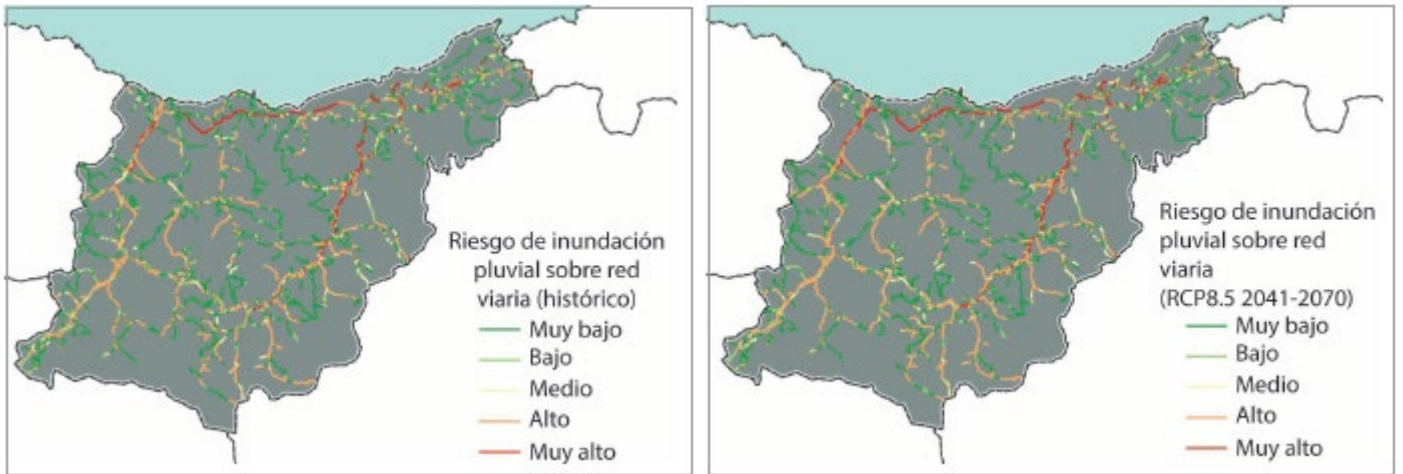 Riesgo de inundación
pluvial sobre red
viaria (histórico)
Muy bajo
Bajo
Medio
Alto
Muy alto
Riesgo de inundación
pluvial sobre red
viaria
(RCP8.5 2041-2070)
Muy bajo
Bajo
Medio
Alto
Muy alto